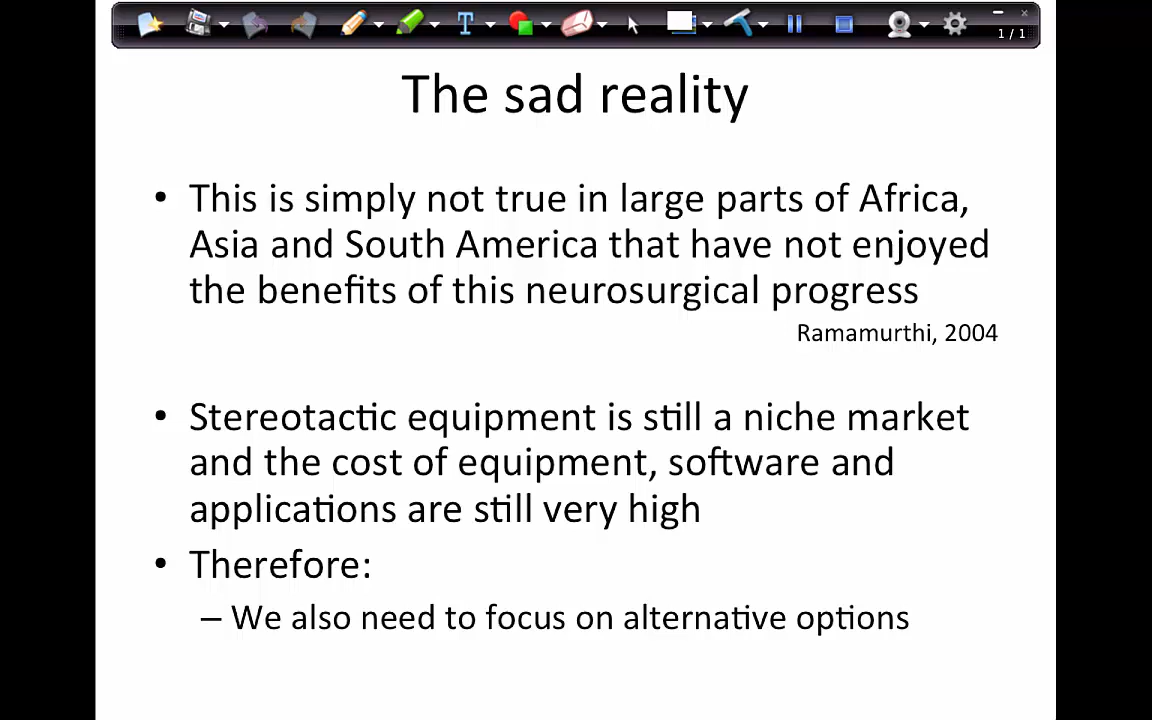 1 / 1
The sad reality
• This is simply not true in large parts of Africa,
Asia and South America that have not enjoyed
the benefits of this neurosurgical progress
Ramamurthi, 2004
• Stereotactic equipment is still a niche market
and the cost of equipment, software and
applications are still very high
• Therefore:
– We also need to focus on alternative options